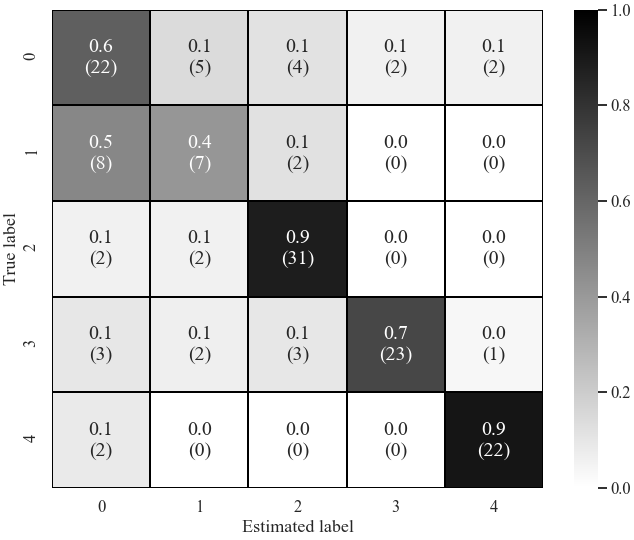 1.0
0 0.6 0.1 0.1 0.1 0.1
(22) (5) (4) (2) (2)
0.8
1 0.5 0.4 0.1 0.0 0.0
(8) (7) (2) (0) (0)
0.6
True label
2 0.1 0.1 0.9 0.0 0.0
(2) (2) (31) (0) (0)
0.4
3 0.1 0.1 0.1 0.7 0.0
(3) (2) (3) (23) (1)
0.2
4 0.1 0.0 0.0 0.0 0.9
(2) (0) (0) (0) (22)
0.0
0 1 2 3 4
Estimated label